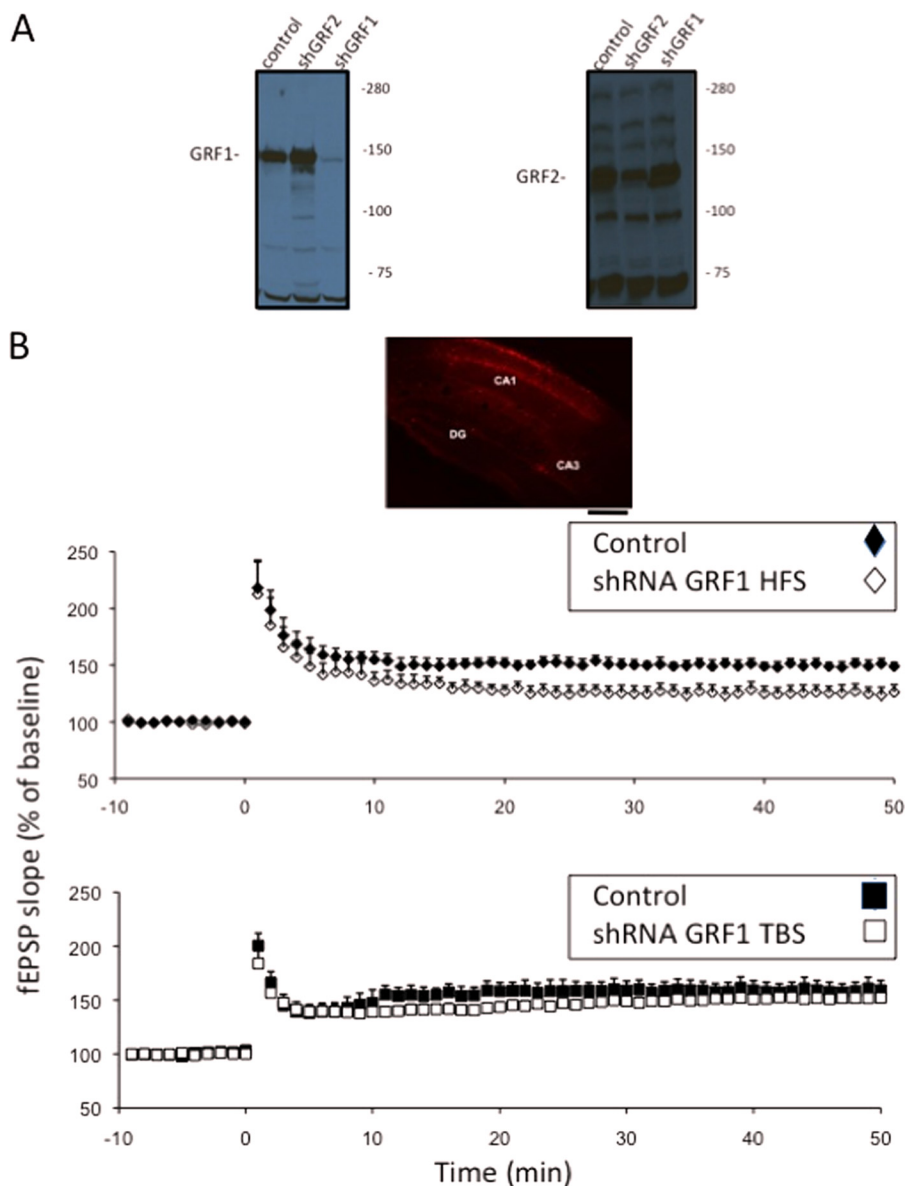 A
control
shGRF2
shGRF1
GRF1-
-280
-150
-100
- 75
control
shGRF2
shGRF1
GRF2-
-280
-150
-100
- 75
B
CA1
DG
CA3
Control
shRNA GRF1 HFS
fEPSP slope (% of baseline)
250
200
150
100
50
-10 0 10 20 30 40 50
Control
shRNA GRF1 TBS
250
200
150
100
50
-10 0 10 20 30 40 50
Time (min)